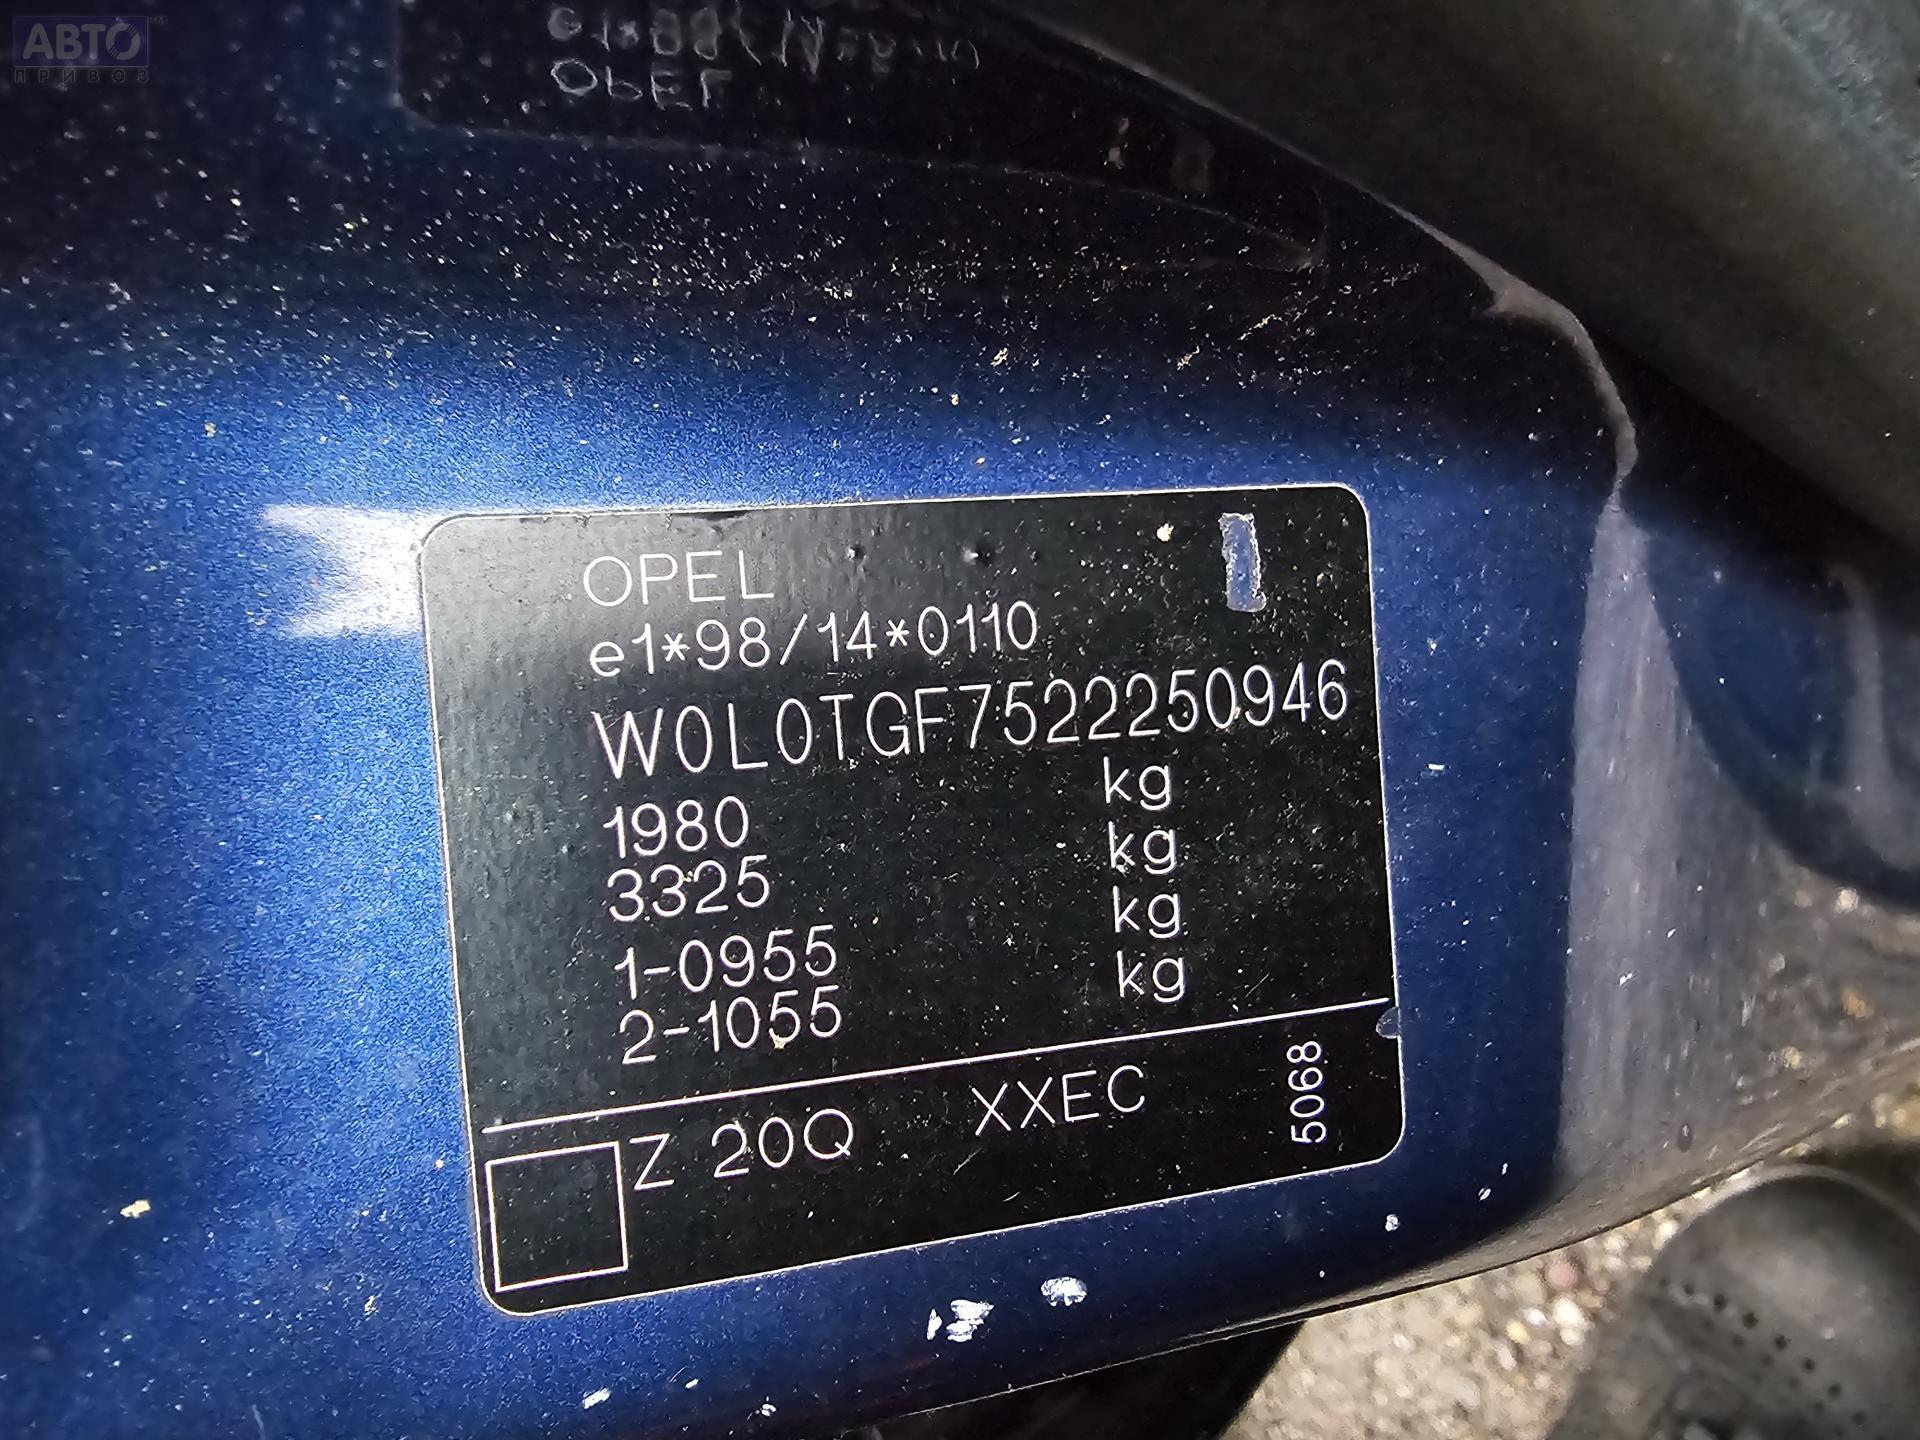 АВТО
ПРИВОЗ
OPEL
e1*98/14*0110
W0L0TGF7522250946
1980 kg
3325 kg
1-0955 kg
2-1055 kg
Z 20Q XXEC
5068